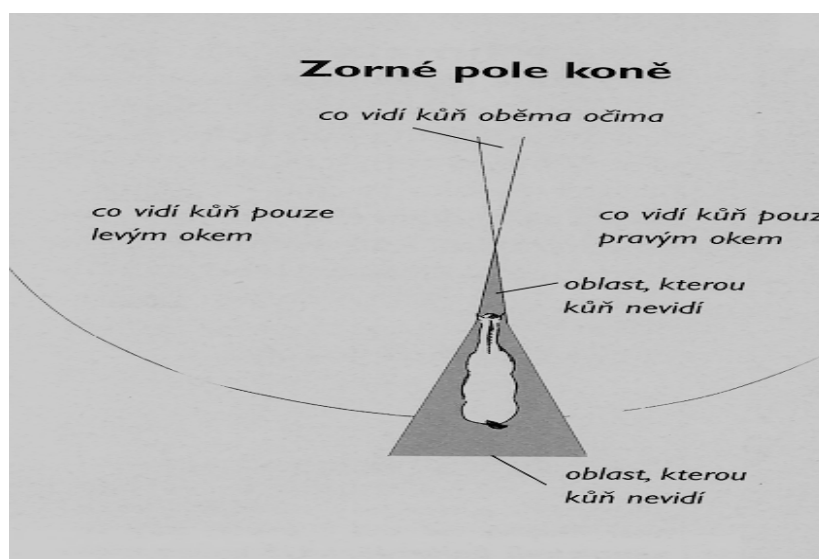 Zorné pole koně
co vidí kůň oběma očima
co vidí kůň pouze
levým okem
co vidí kůň pouz
pravým okem
oblast, kterou
kůň nevidí
oblast, kterou
kůň nevidí